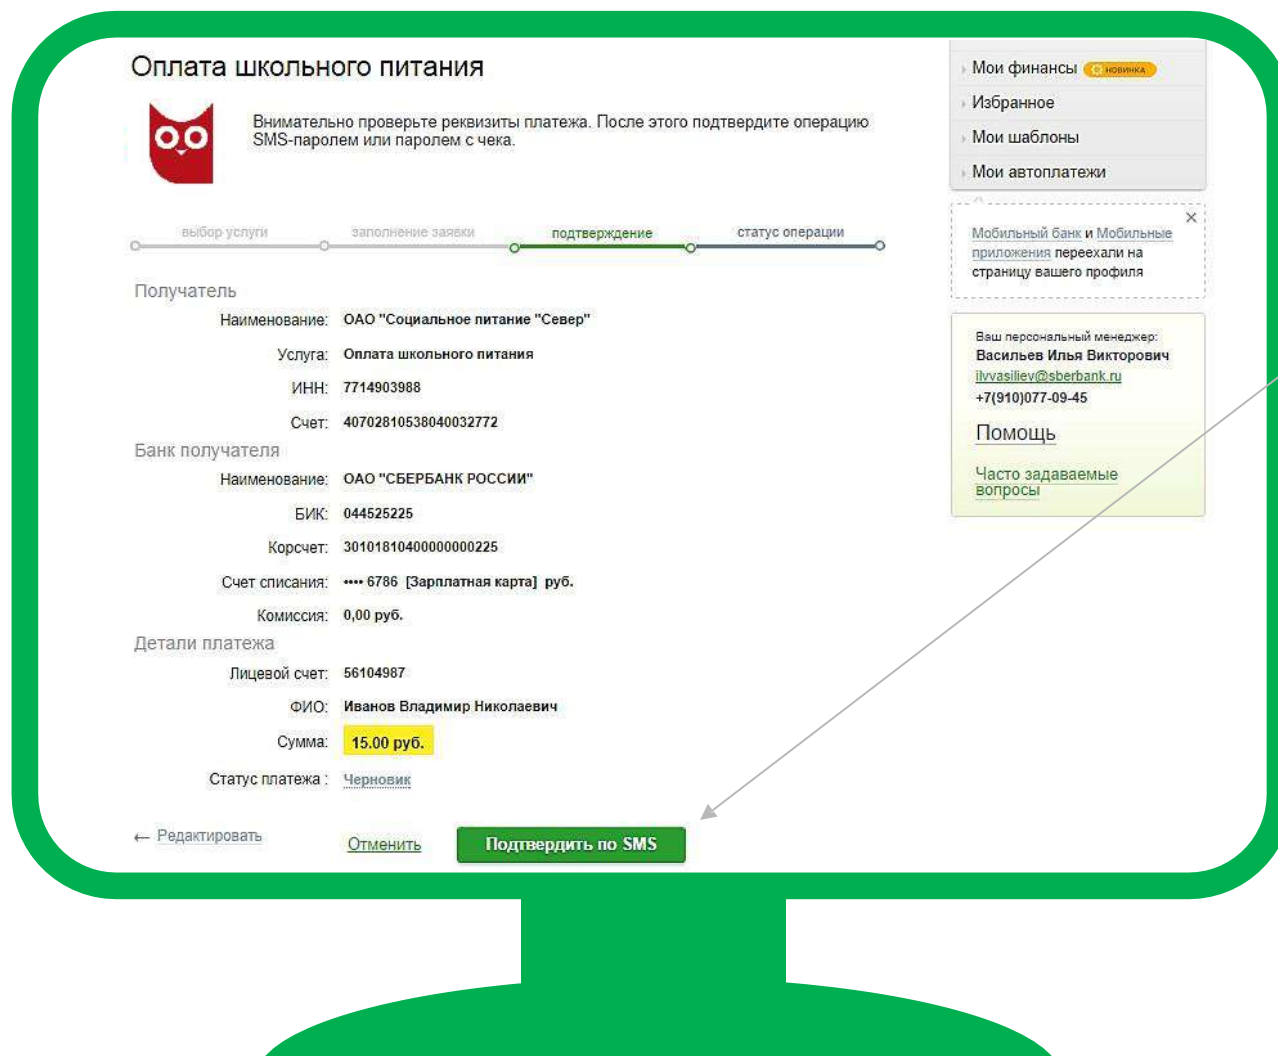 Оплата школьного питания
Внимательно проверьте реквизиты платежа. После этого подтвердите операцию
SMS-паролем или паролем с чека.
выбор услуги
заполнение заявки
подтверждение
статус операции
Получатель
Наименование: ОАО "Социальное питание "Север"
Услуга: Оплата школьного питания
ИНН: 7714903988
Счет: 40702810538040032772
Банк получателя
Наименование: ОАО "СБЕРБАНК РОССИИ"
БИК: 044525225
Корсчет: 30101810400000000225
Счет списания: •••• 6786 [Зарплатная карта] руб.
Комиссия: 0,00 руб.
Детали платежа
Лицевой счет: 56104987
ФИО: Иванов Владимир Николаевич
Сумма: 15.00 руб.
Статус платежа : Черновик
← Редактировать
Отменить
Подтвердить по SMS
Мои финансы НОВИНКА
Избранное
Мои шаблоны
Мои автоплатежи
Мобильный банк и Мобильные
приложения переехали на
страницу вашего профиля
Ваш персональный менеджер:
Васильев Илья Викторович
ilvvasiliev@sberbank.ru
+7(910)077-09-45
Помощь
Часто задаваемые
вопросы